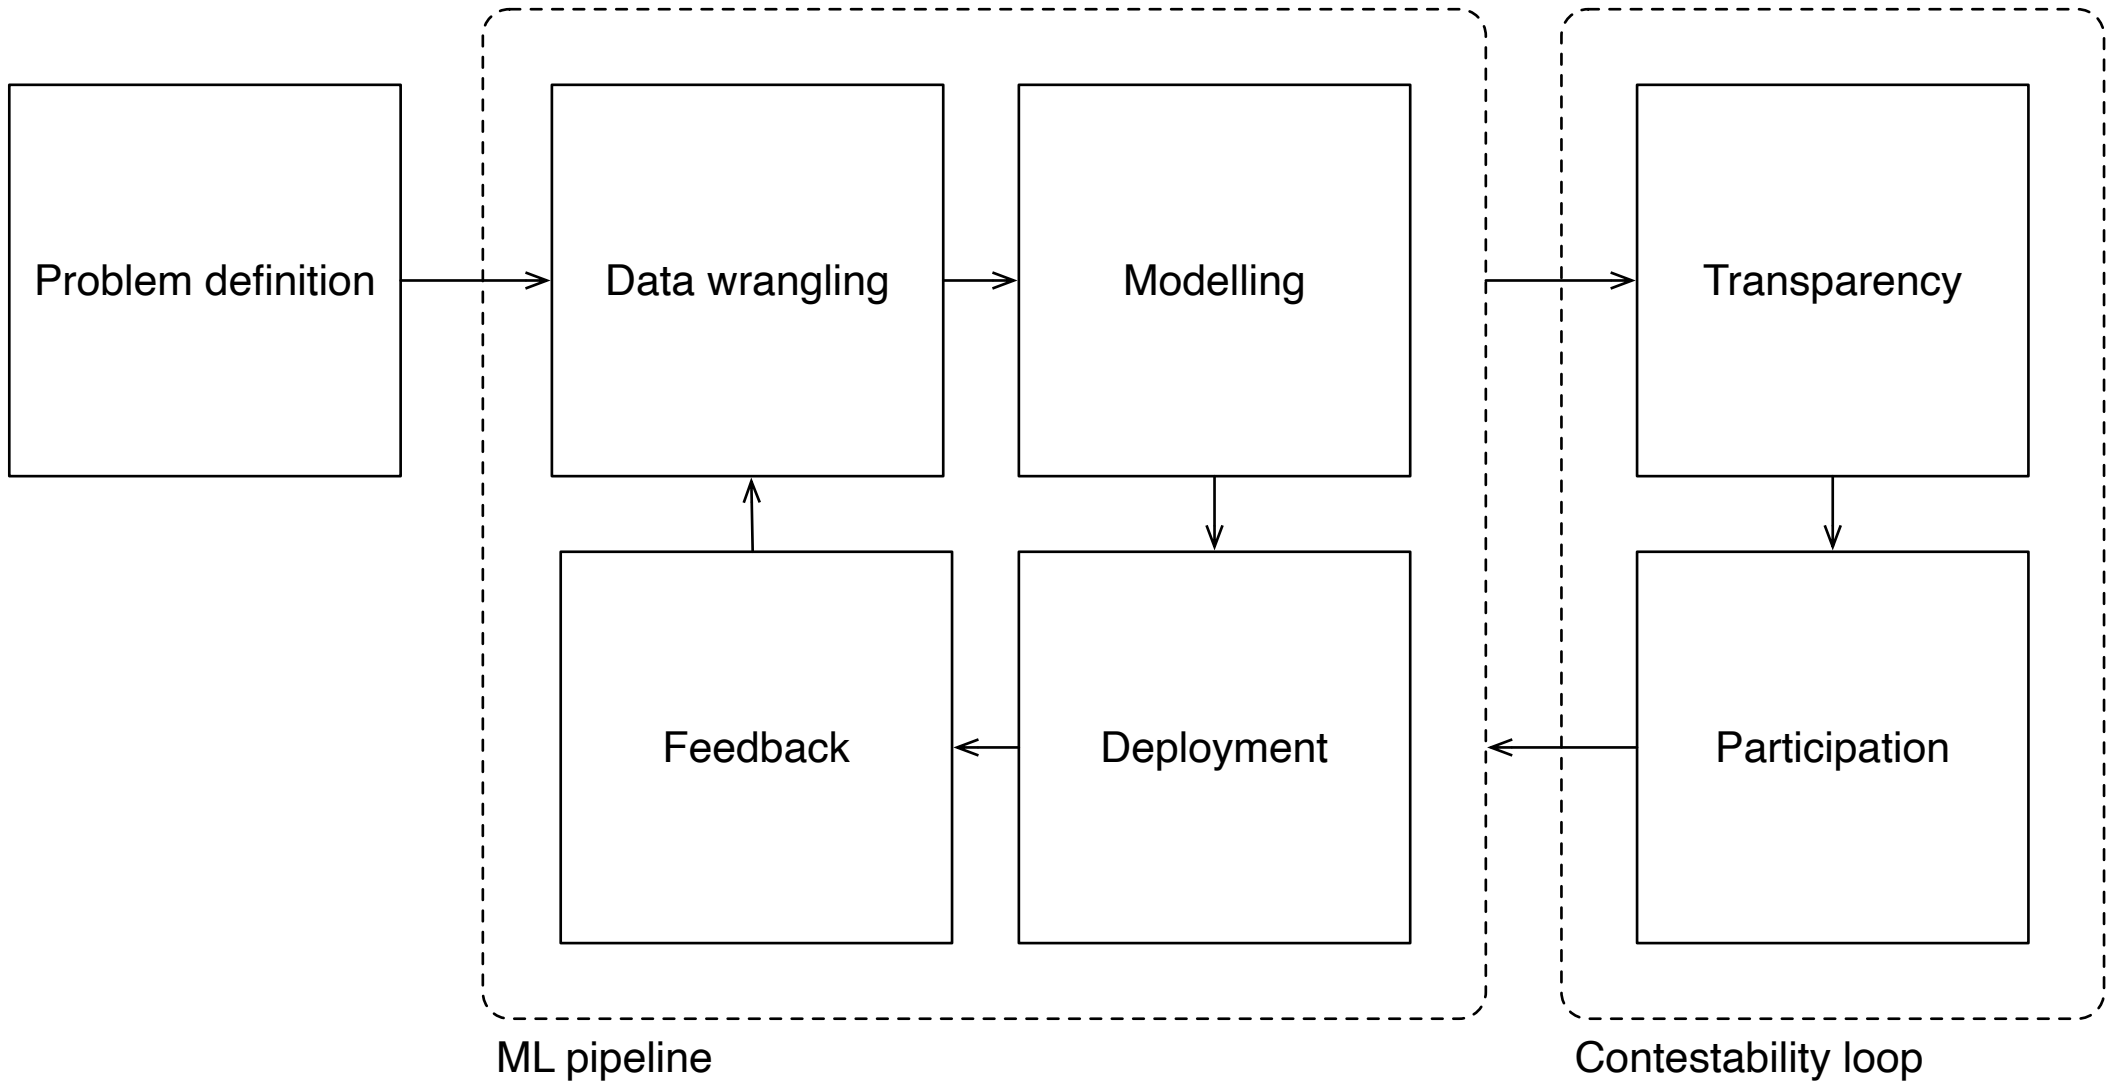 Problem definition
Data wrangling
Modelling
Transparency
Feedback
Deployment
Participation
ML pipeline
Contestability loop